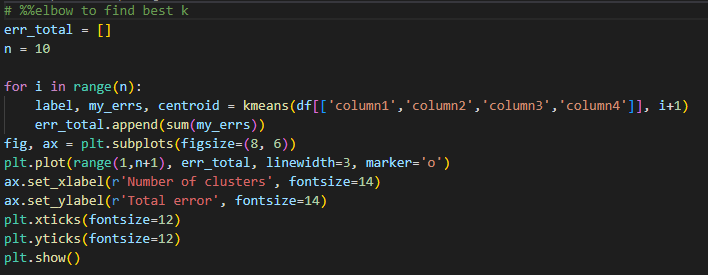 # %%elbow to find best k
err_total = []
n = 10
for i in range(n):
    label, my_errs, centroid = kmeans(df[['column1','column2','column3','column4']], i+1)
    err_total.append(sum(my_errs))
fig, ax = plt.subplots(figsize=(8, 6))
plt.plot(range(1,n+1), err_total, linewidth=3, marker='o')
ax.set_xlabel(r'Number of clusters', fontsize=14)
ax.set_ylabel(r'Total error', fontsize=14)
plt.xticks(fontsize=12)
plt.yticks(fontsize=12)
plt.show()